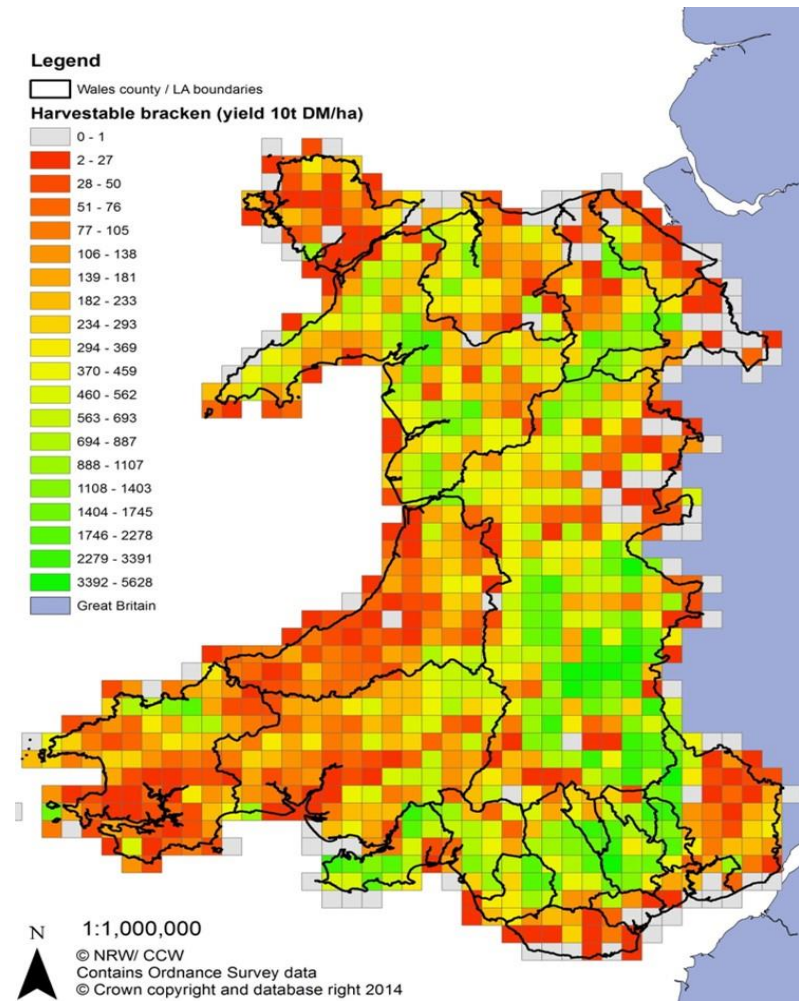 Legend
Wales county / LA boundaries
Harvestable bracken (yield 10t DM/ha)
0 - 1
2 - 27
28 - 50
51 - 76
77 - 105
106 - 138
139 - 181
182 - 233
234 - 293
294 - 369
370 - 459
460 - 562
563 - 693
694 - 887
888 - 1107
1108 - 1403
1404 - 1745
1746 - 2278
2279 - 3391
3392 - 5628
Great Britain
N
1:1,000,000
© NRW/ CCW
Contains Ordnance Survey data
© Crown copyright and database right 2014